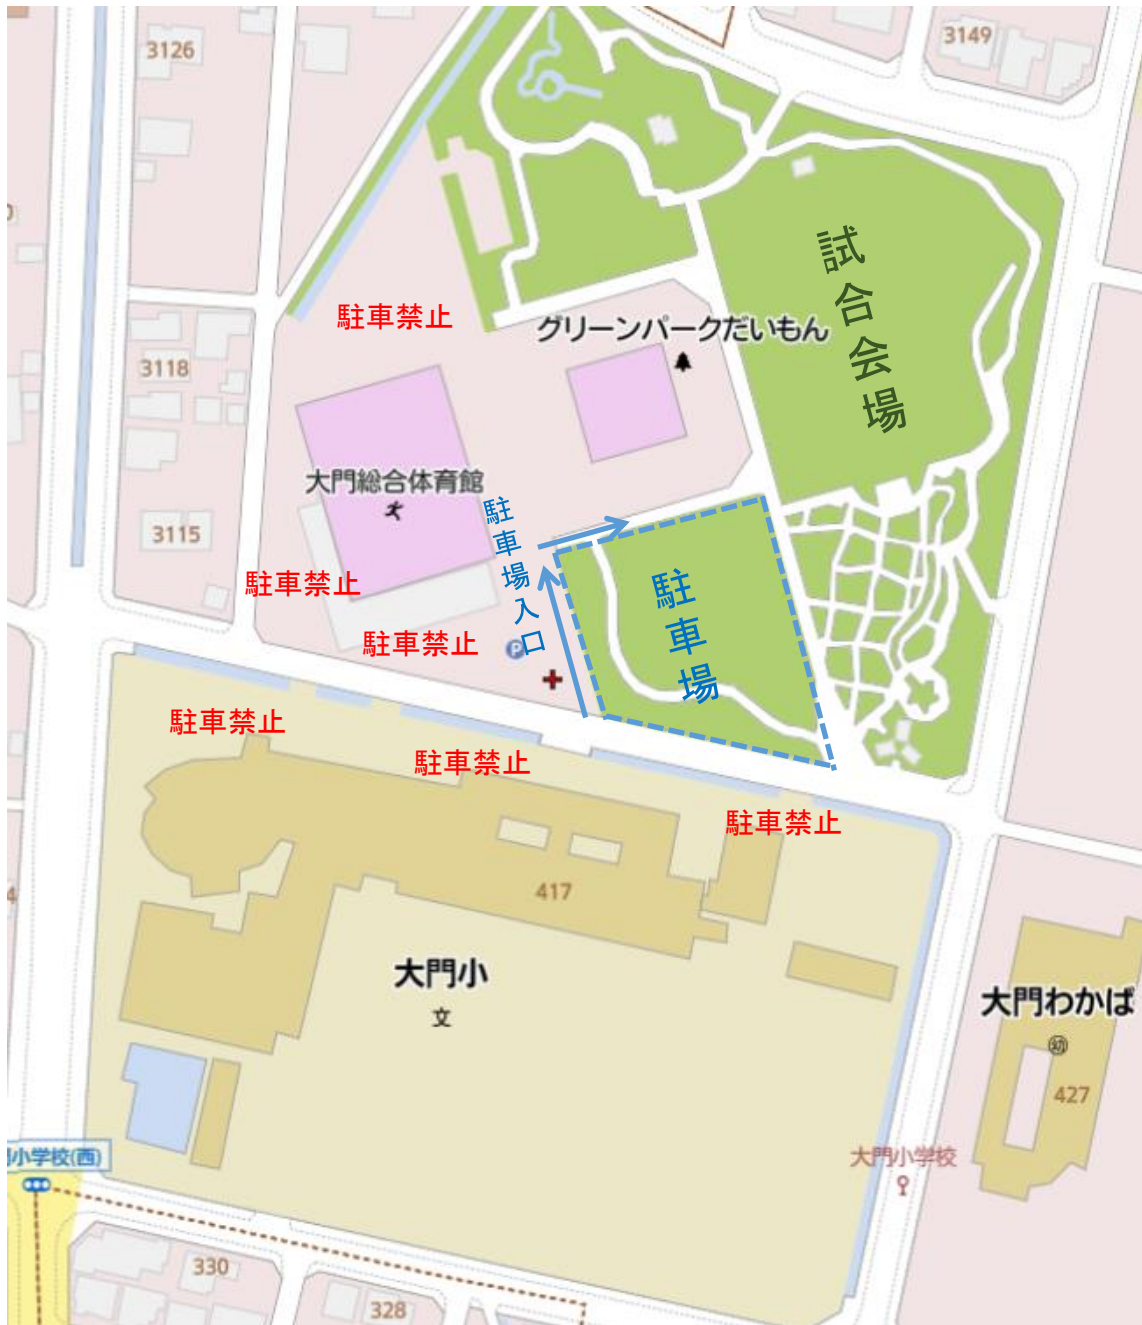 3126
3149
試合会場
駐車禁止
グリーンパークだいもん
3118
大門総合体育館
駐車場入口
3115
駐車禁止
駐車場
駐車禁止
P
駐車禁止
駐車禁止
駐車禁止
417
大門小
文
大門わかば
幼
427
小学校(西)
大門小学校
330
328